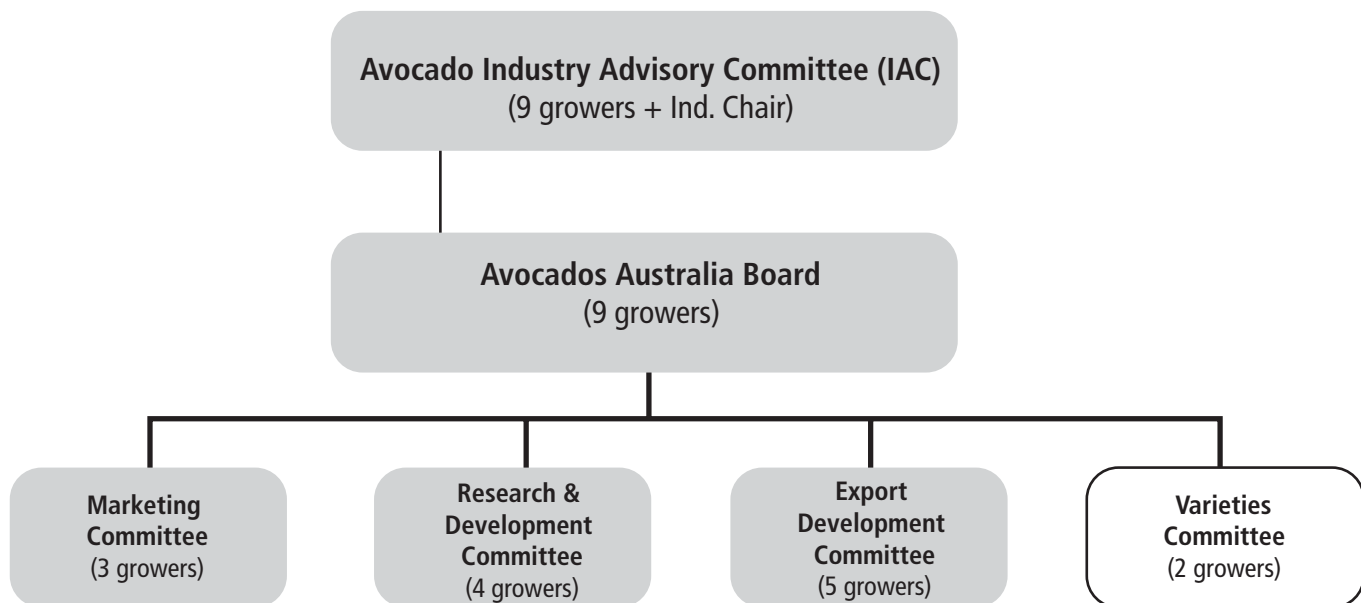 Avocado Industry Advisory Committee (IAC)
(9 growers + Ind. Chair)
Avocados Australia Board
(9 growers)
Marketing
Committee
(3 growers)
Research &
Development
Committee
(4 growers)
Export
Development
Committee
(5 growers)
Varieties
Committee
(2 growers)